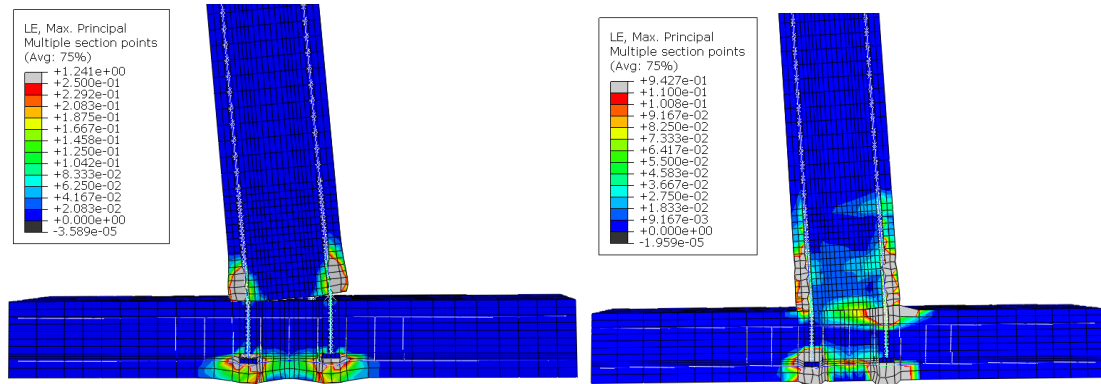 LE, Max. Principal
Multiple section points
(Avg: 75%)
+1.241e+00
+2.500e-01
+2.292e-01
+2.083e-01
+1.875e-01
+1.667e-01
+1.458e-01
+1.250e-01
+1.042e-01
+8.333e-02
+6.250e-02
+4.167e-02
+2.083e-02
+0.000e+00
-3.589e-05
LE, Max. Principal
Multiple section points
(Avg: 75%)
+9.427e-01
+1.100e-01
+1.008e-01
+9.167e-02
+8.250e-02
+7.333e-02
+6.417e-02
+5.500e-02
+4.583e-02
+3.667e-02
+2.750e-02
+1.833e-02
+9.167e-03
+0.000e+00
-1.959e-05